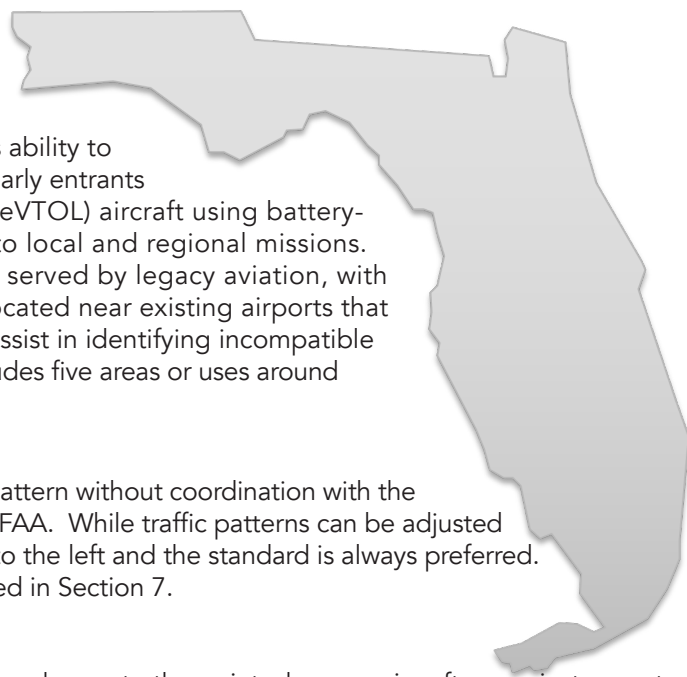 ability to
arly entrants
(eVTOL) aircraft using battery-
to local and regional missions.
served by legacy aviation, with
ocated near existing airports that
ssist in identifying incompatible
udes five areas or uses around
attern without coordination with the
FAA. While traffic patterns can be adjusted
to the left and the standard is always preferred.
ed in Section 7.